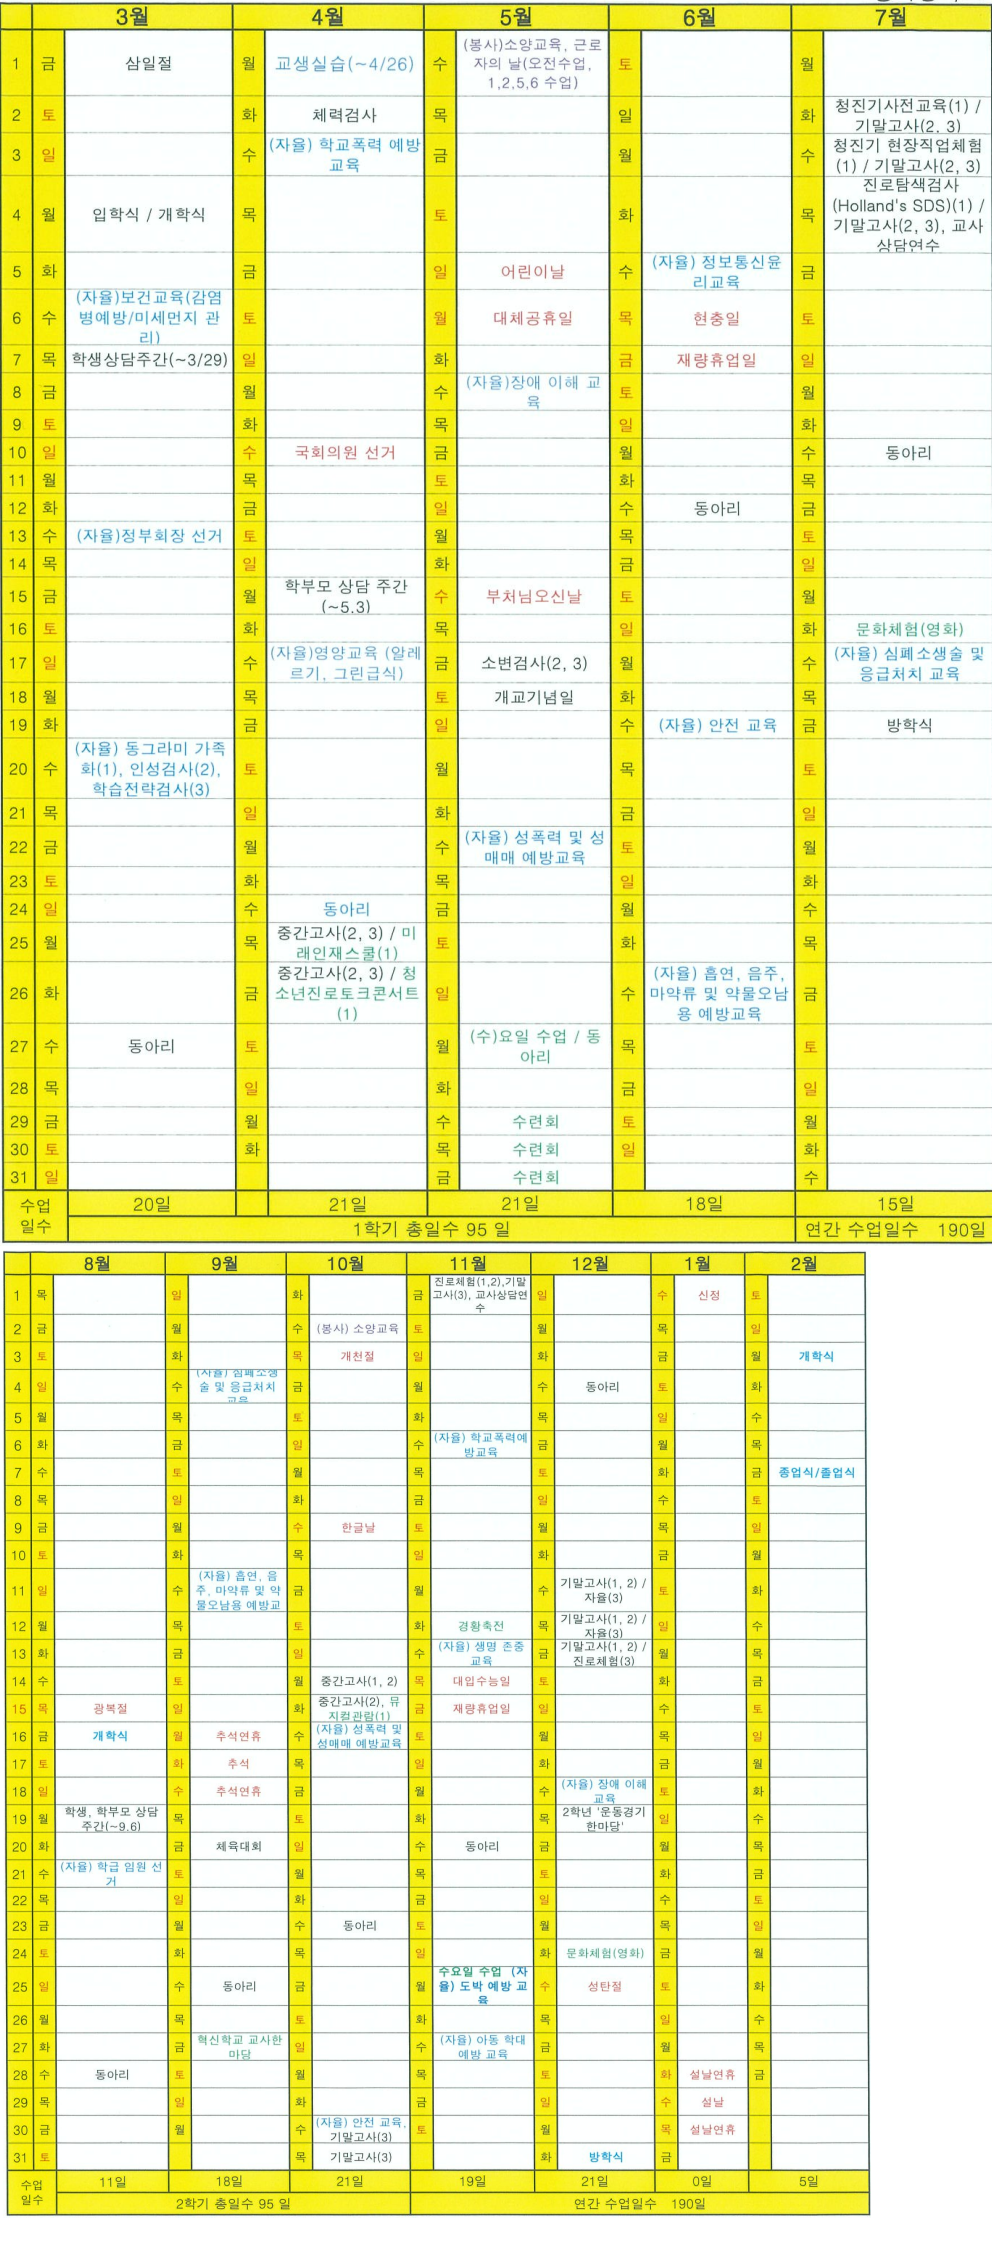 3월 4월 5월 6월 7월
1 금 삼일절 월 교생실습(~4/26) 수 (봉사)소양교육, 근로 토 월
자의 날(오전수업,
1,2,5,6 수업)
2 토 화 체력검사 목 일 화 청진기사전교육(1) /
기말고사(2, 3)
3 일 수 (자율) 학교폭력 예방 금 월 수 청진기 현장직업체험
교육 (1) / 기말고사(2, 3)
4 월 입학식 / 개학식 목 토 화 목 진로탐색검사
(Holland's SDS)(1) /
기말고사(2, 3), 교사
상담연수
5 화 금 일 어린이날 수 (자율) 정보통신윤 금
리교육
6 수 (자율)보건교육(감염 토 월 대체공휴일 목 현충일 토
병예방/미세먼지 관
리)
7 목 학생상담주간(~3/29) 일 화 금 재량휴업일 일
8 금 월 수 (자율)장애 이해 교 토 월
육
9 토 화 목 일 화
10 일 수 국회의원 선거 금 월 수 동아리
11 월 목 토 화 목
12 화 금 일 수 동아리 금
13 수 (자율)정부회장 선거 토 월 목 토
14 목 일 화 금 일
15 금 월 학부모 상담 주간 수 부처님오신날 토 월
(~5.3)
16 토 화 목 일 화 문화체험(영화)
17 일 수 (자율)영양교육 (알레 금 소변검사(2, 3) 월 수 (자율) 심폐소생술 및
르기, 그린급식) 응급처치 교육
18 월 목 토 개교기념일 화 목
19 화 금 일 수 (자율) 안전 교육 금 방학식
20 수 (자율) 동그라미 가족 토 월 목 토
화(1), 인성검사(2),
학습전략검사(3)
21 목 일 화 금 일
22 금 월 수 (자율) 성폭력 및 성 토 월
매매 예방교육
23 토 화 목 일 화
24 일 수 동아리 금 월 수
25 월 목 중간고사(2, 3) / 미 토 화 목
래인재스쿨(1)
26 화 금 중간고사(2, 3) / 청 일 수 (자율) 흡연, 음주, 금
소년진로토크콘서트 마약류 및 약물오남
(1) 용 예방교육
27 수 동아리 토 월 (수)요일 수업 / 동 목 토
아리
28 목 일 화 금 일
29 금 월 수 수련회 토 월
30 토 화 목 수련회 일 화
31 일 금 수련회 수
수업 20일 21일 21일 18일 15일
일수 1학기 총일수 95 일 연간 수업일수 190일
8월 9월 10월 11월 12월 1월 2월
1 목 일 화 금 진로체험(1,2),기말 일 수 신정 토
고사(3), 교사상담연
수
2 금 월 수 (봉사) 소양교육 토 월 목 일
3 토 화 목 개천절 일 화 금 월 개학식
4 일 수 (자율) 심폐소생 금 월 수 동아리 토 화
술 및 응급처치
교육
5 월 목 토 화 목 일 수
6 화 금 일 수 (자율) 학교폭력예 금 월 목
방교육
7 수 토 월 목 토 화 금 종업식/졸업식
8 목 일 화 금 일 수 토
9 금 월 수 한글날 토 월 목 일
10 토 화 목 일 화 금 월
11 일 수 (자율) 흡연, 음 금 월 수 기말고사(1, 2) / 토 화
주, 마약류 및 약 자율(3)
물오남용 예방교
12 월 목 토 화 경황축전 목 기말고사(1, 2) / 일 수
자율(3)
13 화 금 일 수 (자율) 생명 존중 금 기말고사(1, 2) / 월 목
교육 진로체험(3)
14 수 토 월 중간고사(1, 2) 목 대입수능일 토 화 금
15 목 광복절 일 화 중간고사(2), 뮤 금 재량휴업일 일 수 토
지컬관람(1)
16 금 개학식 월 추석연휴 수 (자율) 성폭력 및 토 월 목 일
성매매 예방교육
17 토 화 추석 목 일 화 금 월
18 일 수 추석연휴 금 월 수 (자율) 장애 이해 토 화
교육
19 월 학생, 학부모 상담 목 토 화 목 2학년 '운동경기 일 수
주간(~9.6) 한마당'
20 화 금 체육대회 일 수 동아리 금 월 목
21 수 (자율) 학급 임원 선 토 월 목 토 화 금
거
22 목 일 화 금 일 수 토
23 금 월 수 동아리 토 월 목 일
24 토 화 목 일 화 문화체험(영화) 금 월
25 일 수 동아리 금 월 수요일 수업 (자 수 성탄절 토 화
율) 도박 예방 교
육
26 월 목 토 화 목 일 수
27 화 금 혁신학교 교사한 일 수 (자율) 아동 학대 금 월 목
마당 예방 교육
28 수 동아리 토 월 목 토 화 설날연휴 금
29 목 일 화 금 일 수 설날
30 금 월 수 (자율) 안전 교육, 토 월 목 설날연휴
기말고사(3)
31 토 목 기말고사(3) 화 방학식 금
수업 11일 18일 21일 19일 21일 0일 5일
일수 2학기 총일수 95 일 연간 수업일수 190일